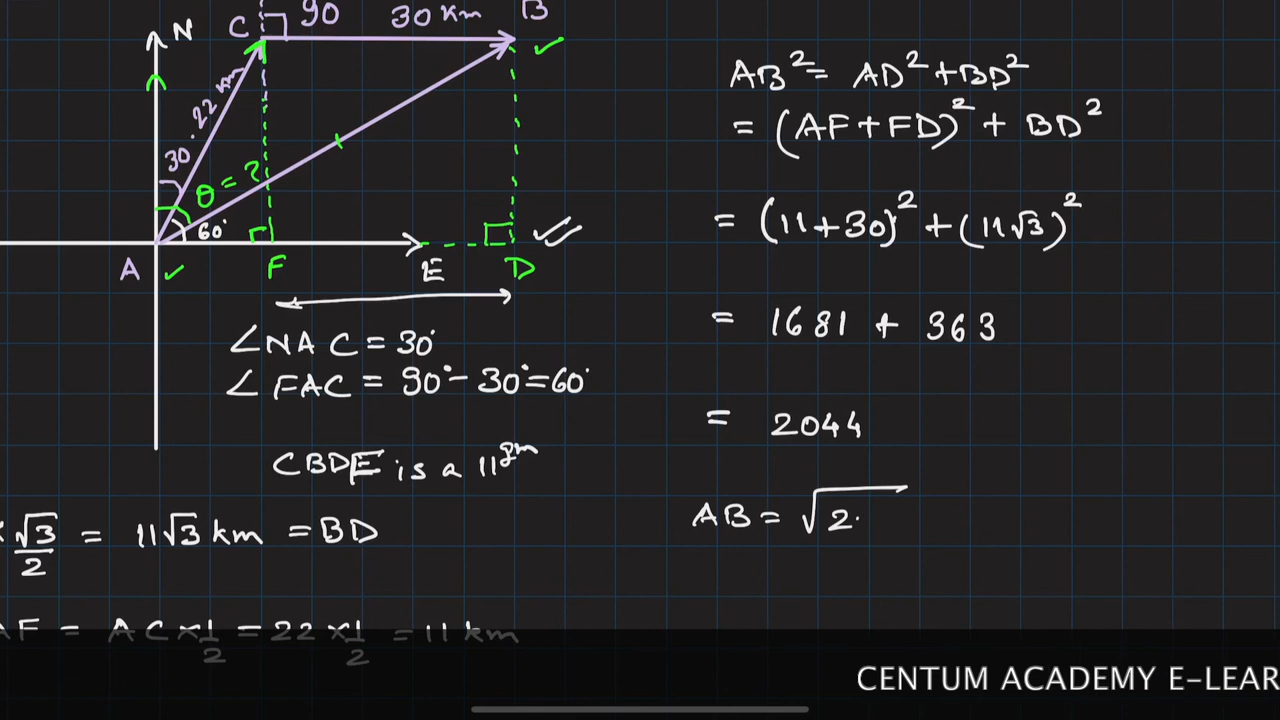 N
C
90
30 km
B
22 km
30°
θ = ?
60°
A
F
E
D
∠NAC = 30°
∠FAC = 90° - 30° = 60°
CBDE is a 11gm
× √3/2 = 11√3 km = BD
AF = AC × 1/2 = 22 × 1/2 = 11 km
AB² = AD² + BD²
= (AF + FD)² + BD²
= (11 + 30)² + (11√3)²
= 1681 + 363
= 2044
AB = √2
CENTUM ACADEMY E-LEAR